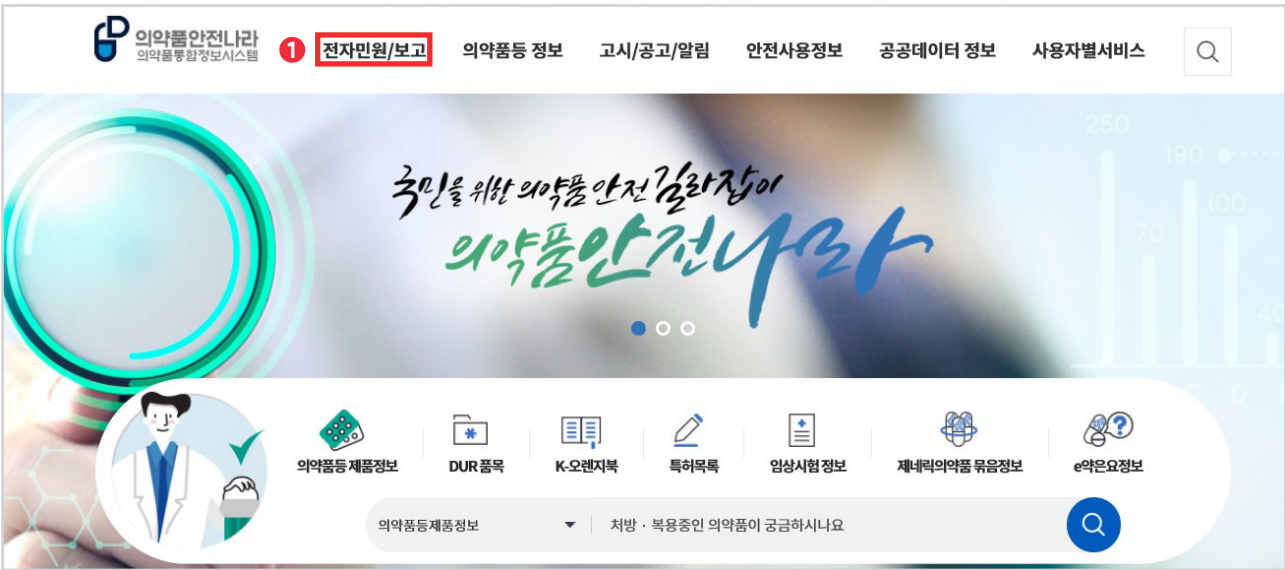 의약품안전나라
의약품통합정보시스템
1 전자민원/보고 의약품등 정보 고시/공고/알림 안전사용정보 공공데이터 정보 사용자별서비스
250
190
100
70
40
국민을 위한 의약품 안전 길라잡이
의약품안전나라
의약품등 제품정보 DUR 품목 K-오렌지북 특허목록 임상시험 정보 제네릭의약품 묶음정보 e약은요정보
의약품등제품정보 처방 · 복용중인 의약품이 궁금하시나요